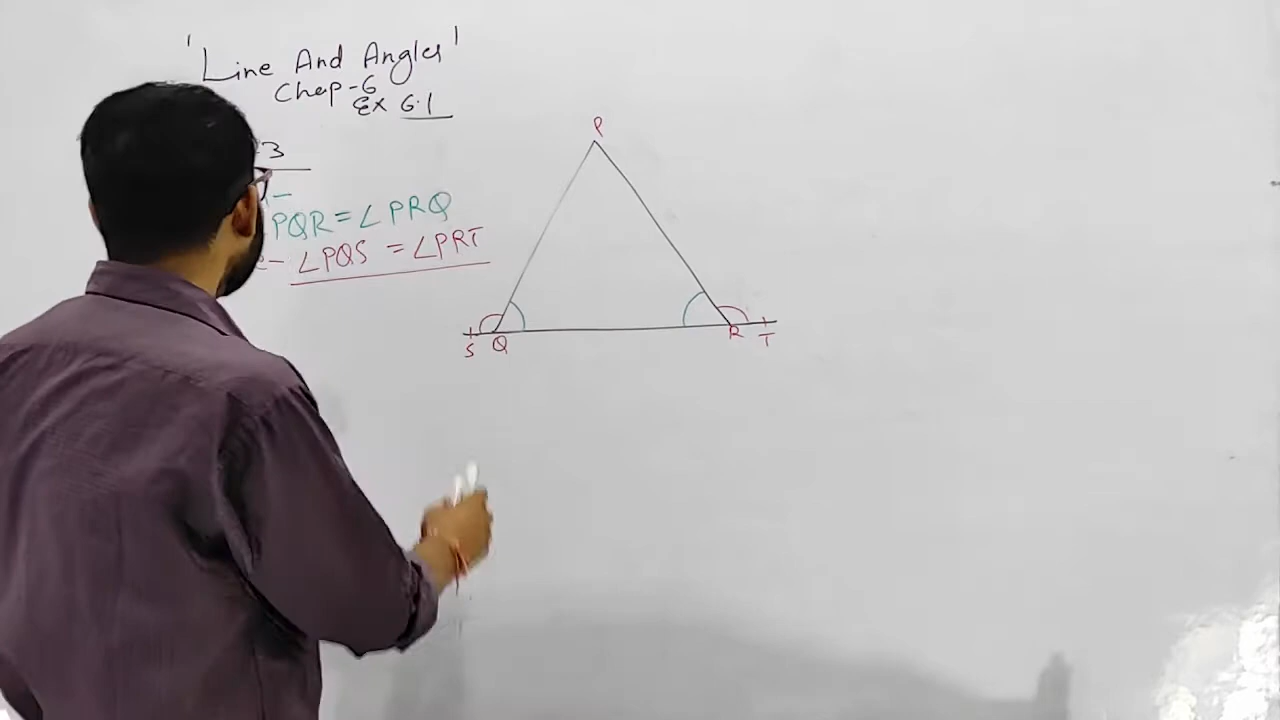 'Line And Angles'
Chap-6
Ex 6.1
3
PQR = ∠PRQ
∠PQS = ∠PRT
P
S Q R T